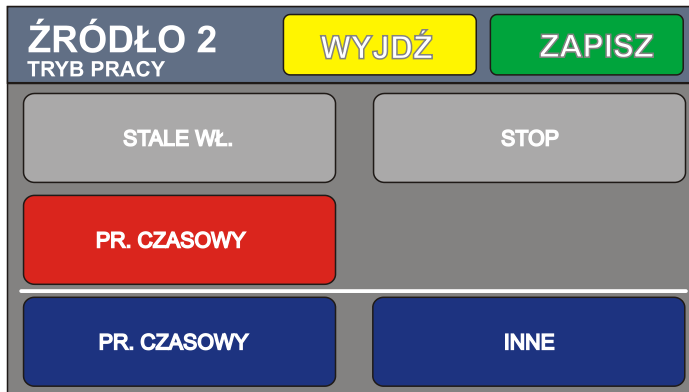 ŹRÓDŁO 2
TRYB PRACY
WYJDŹ
ZAPISZ
STALE WŁ.
STOP
PR. CZASOWY
PR. CZASOWY
INNE